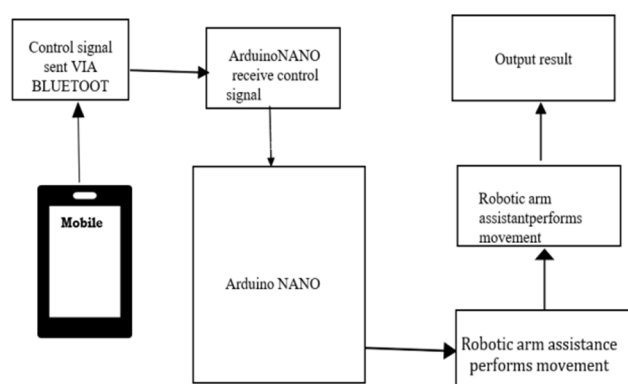 Control signal
sent VIA
BLUETOOT
ArduinoNANO
receive control
signal
Output result
Mobile
Robotic arm
assistantperforms
movement
Arduino NANO
Robotic arm assistance
performs movement